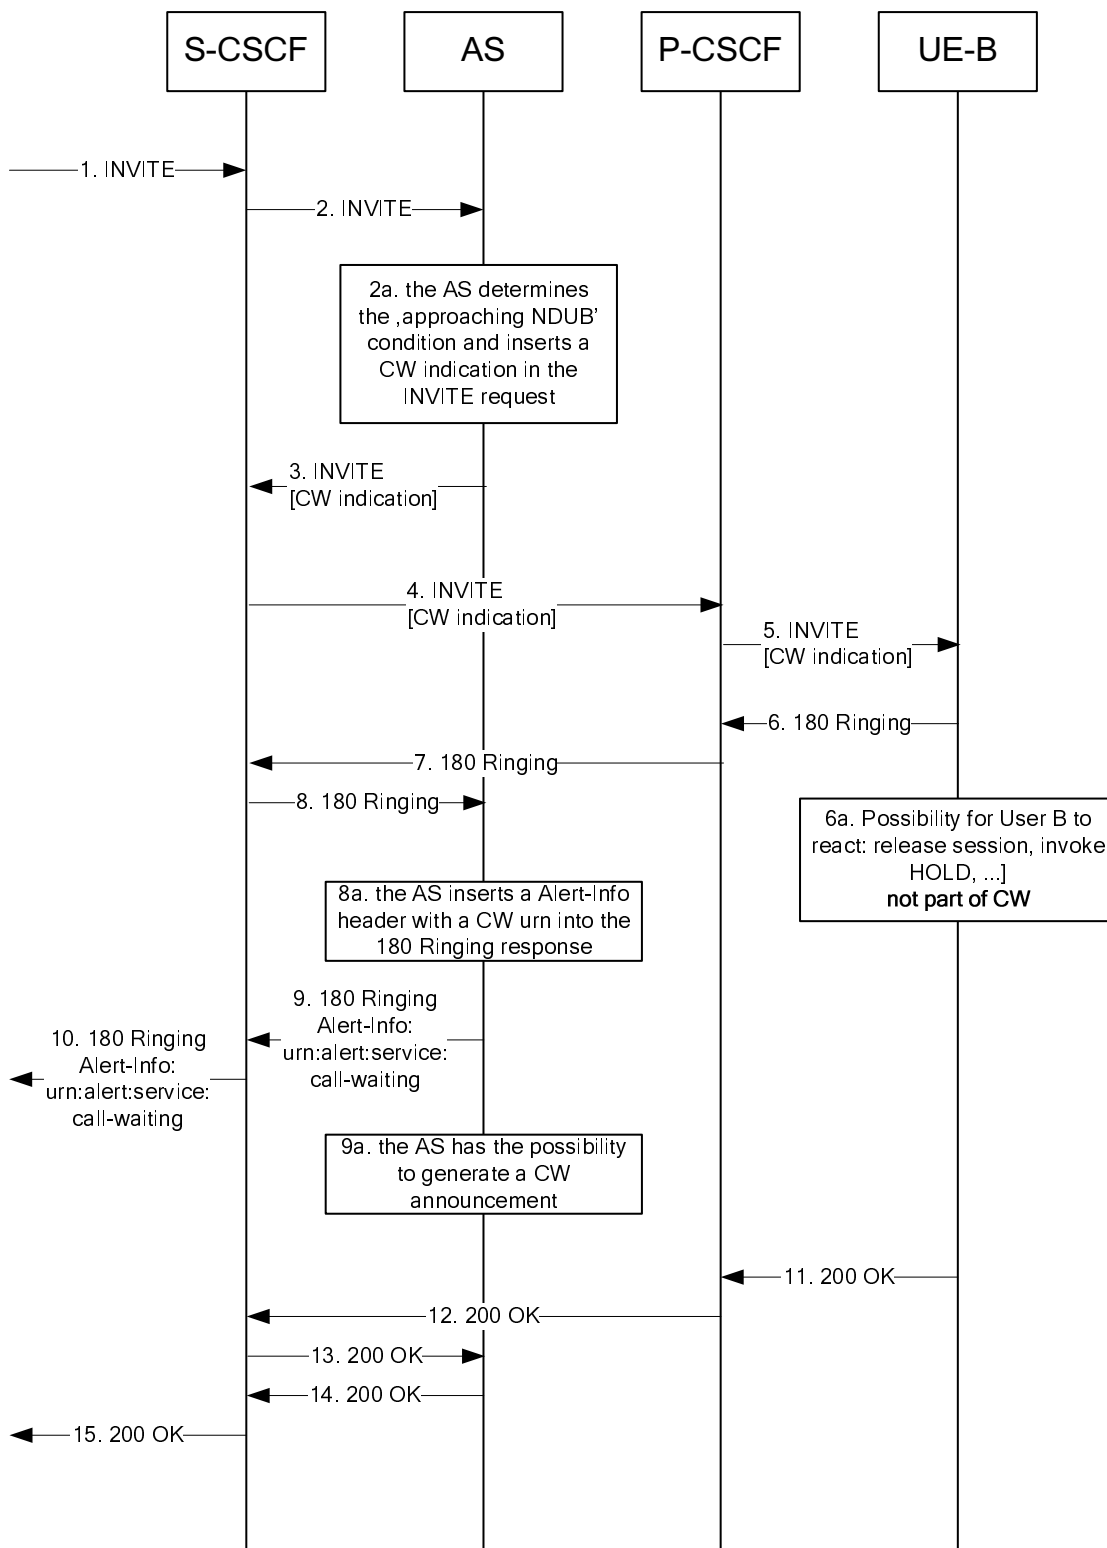 S-CSCF
AS
P-CSCF
UE-B
1. INVITE
2. INVITE
2a. the AS determines
the ‚approaching NDUB’
condition and inserts a
CW indication in the
INVITE request
3. INVITE
[CW indication]
4. INVITE
[CW indication]
5. INVITE
[CW indication]
6. 180 Ringing
7. 180 Ringing
8. 180 Ringing
6a. Possibility for User B to
react: release session, invoke
HOLD, ...]
not part of CW
8a. the AS inserts a Alert-Info
header with a CW urn into the
180 Ringing response
9. 180 Ringing
Alert-Info:
urn:alert:service:
call-waiting
10. 180 Ringing
Alert-Info:
urn:alert:service:
call-waiting
9a. the AS has the possibility
to generate a CW
announcement
11. 200 OK
12. 200 OK
13. 200 OK
14. 200 OK
15. 200 OK